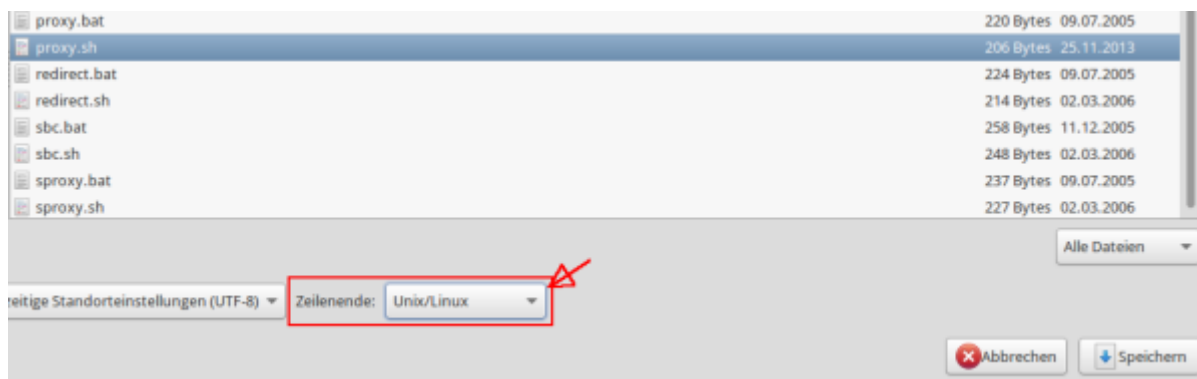 proxy.bat 220 Bytes 09.07.2005
proxy.sh 206 Bytes 25.11.2013
redirect.bat 224 Bytes 09.07.2005
redirect.sh 214 Bytes 02.03.2006
sbc.bat 258 Bytes 11.12.2005
sbc.sh 248 Bytes 02.03.2006
sproxy.bat 237 Bytes 09.07.2005
sproxy.sh 227 Bytes 02.03.2006
Alle Dateien
zeitige Standorteinstellungen (UTF-8) Zeilenende: Unix/Linux
Abbrechen Speichern